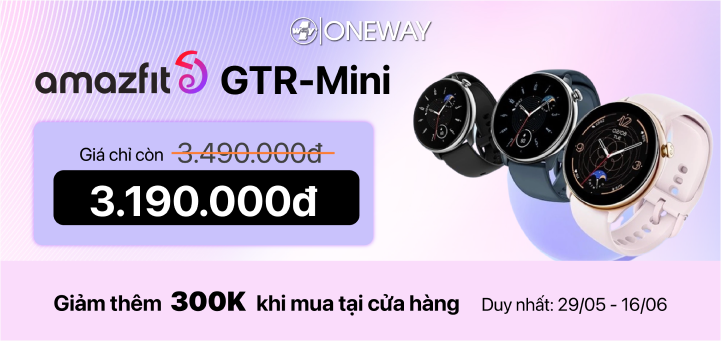 ONEWAY
amazfit GTR-Mini
Giá chỉ còn 3.490.000đ
3.190.000đ
Giảm thêm 300K khi mua tại cửa hàng Duy nhất: 29/05 - 16/06